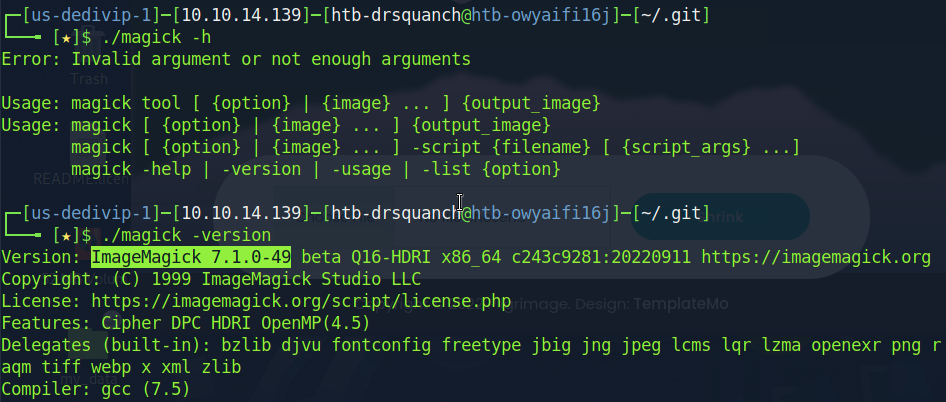 ┌─[us-dedivip-1]─[10.10.14.139]─[htb-drsquanch@htb-owyaifi16j]─[~/.git]
└──╼ [★]$ ./magick -h
Error: Invalid argument or not enough arguments
Trash
Usage: magick tool [ {option} | {image} ... ] {output_image}
Usage: magick [ {option} | {image} ... ] {output_image}
magick [ {option} | {image} ... ] -script {filename} [ {script_args} ...]
magick -help | -version | -usage | -list {option}
┌─[us-dedivip-1]─[10.10.14.139]─[htb-drsquanch@htb-owyaifi16j]─[~/.git]
└──╼ [★]$ ./magick -version
Version: ImageMagick 7.1.0-49 beta Q16-HDRI x86_64 c243c9281:20220911 https://imagemagick.org
Copyright: (C) 1999 ImageMagick Studio LLC
License: https://imagemagick.org/script/license.php
Design: TemplateMo
Features: Cipher DPC HDRI OpenMP(4.5)
Delegates (built-in): bzlib djvu fontconfig freetype jbig jng jpeg lcms lqr lzma openexr png r
aqm tiff webp x xml zlib
my_data
Compiler: gcc (7.5)